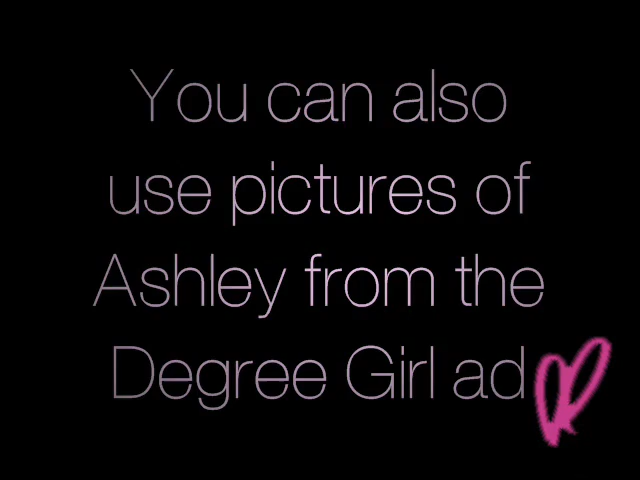 You can also
use pictures of
Ashley from the
Degree Girl ad